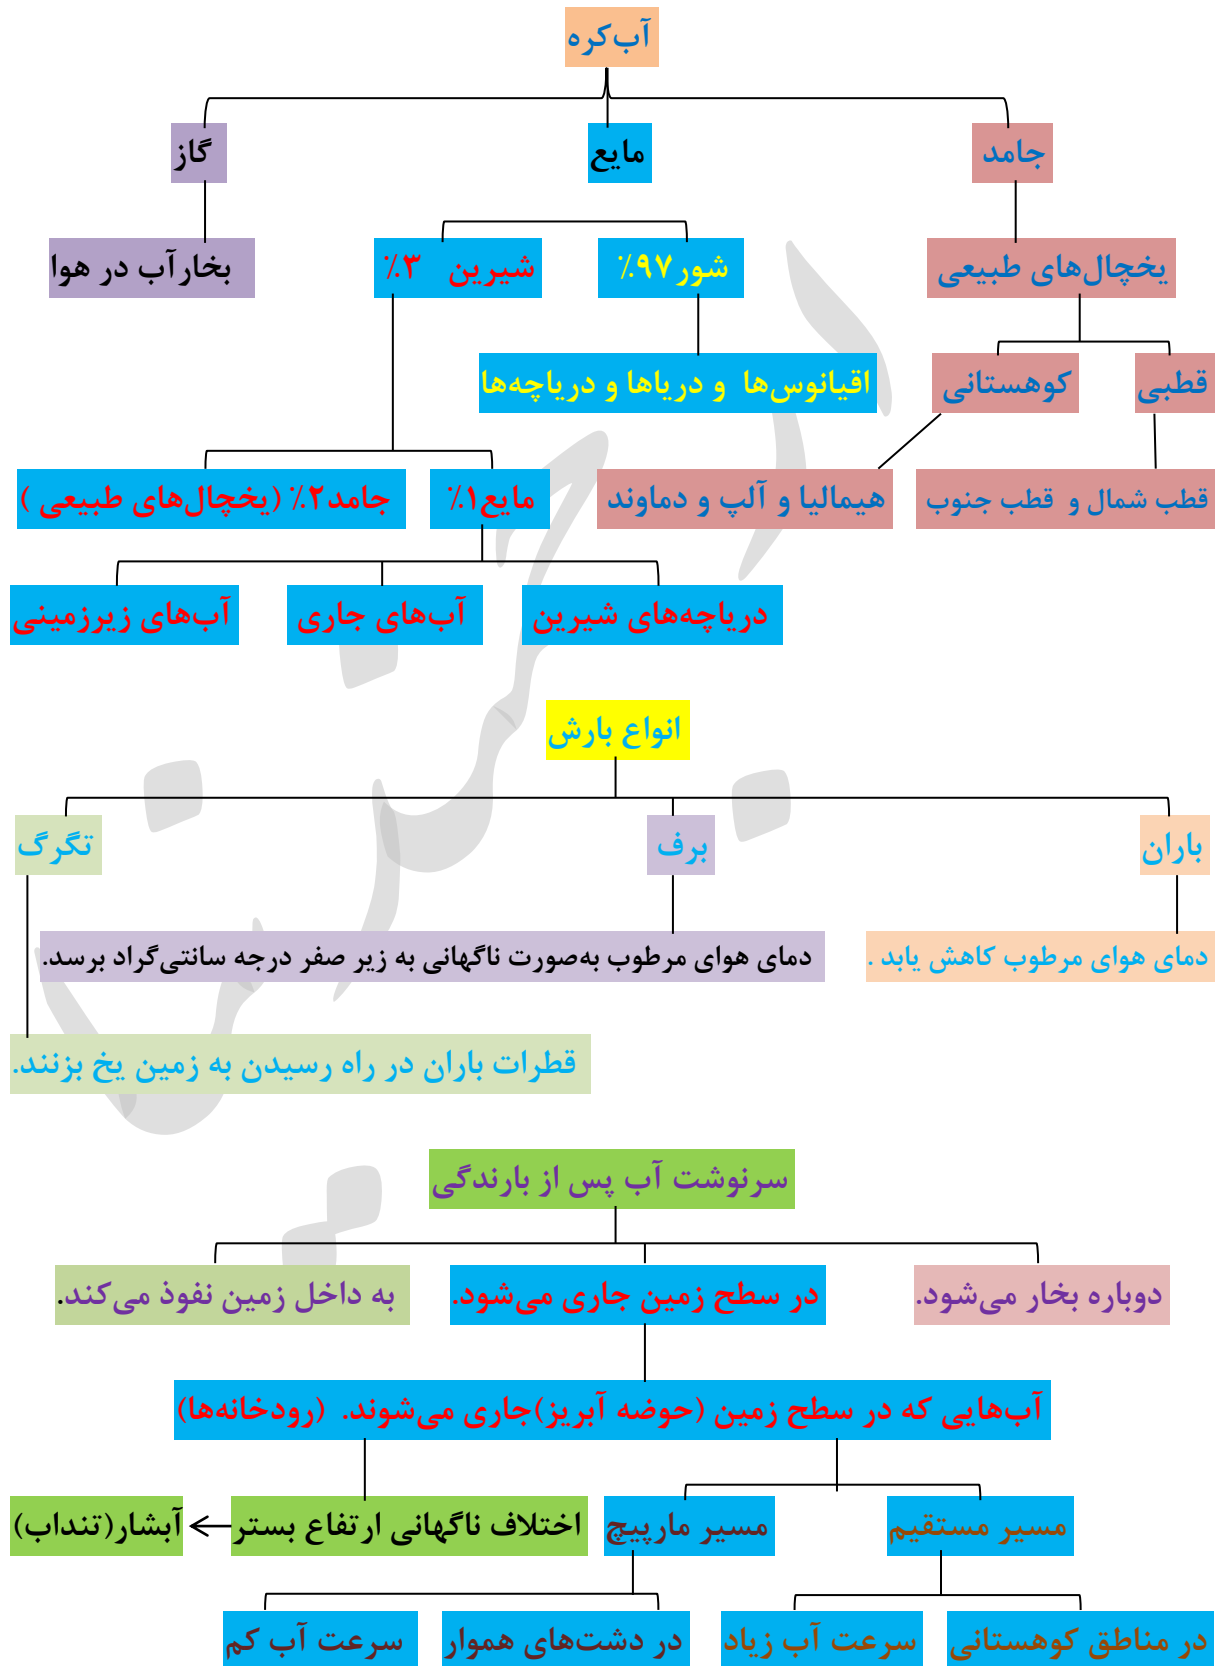 آب‌کره
جامد
مایع
گاز
یخچال‌های طبیعی
شور۹۷٪
شیرین ۳٪
بخارآب در هوا
قطبی
کوهستانی
اقیانوس‌ها و دریاها و دریاچه‌ها
قطب شمال و قطب جنوب
هیمالیا و آلپ و دماوند
مایع۱٪
جامد۲٪ (یخچال‌های طبیعی )
دریاچه‌های شیرین
آب‌های جاری
آب‌های زیرزمینی
انواع بارش
باران
برف
تگرگ
دمای هوای مرطوب کاهش یابد .
دمای هوای مرطوب به‌صورت ناگهانی به زیر صفر درجه سانتی‌گراد برسد.
قطرات باران در راه رسیدن به زمین یخ بزنند.
سرنوشت آب پس از بارندگی
دوباره بخار می‌شود.
در سطح زمین جاری می‌شود.
به داخل زمین نفوذ می‌کند.
آب‌هایی که در سطح زمین (حوضه آبریز)جاری می‌شوند. (رودخانه‌ها)
مسیر مستقیم
مسیر مارپیچ
اختلاف ناگهانی ارتفاع بستر
آبشار(تنداب)
در مناطق کوهستانی
سرعت آب زیاد
در دشت‌های هموار
سرعت آب کم